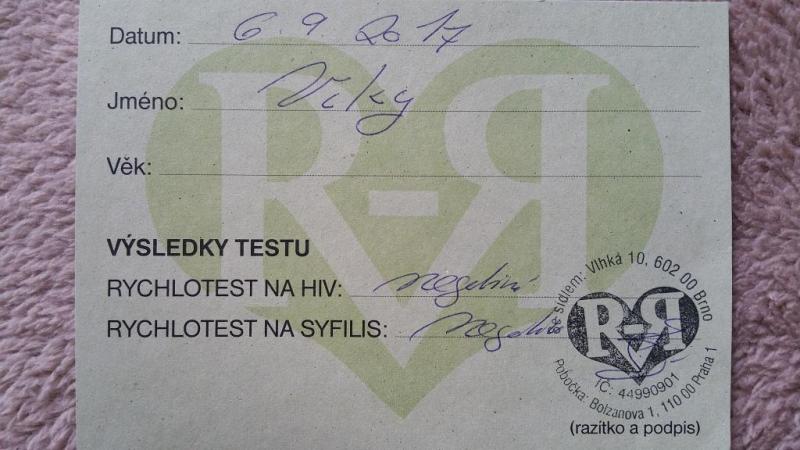 Datum: 6. 9. 2017
Jméno: Viky
Věk:
VÝSLEDKY TESTU
RYCHLOTEST NA HIV: negativní
RYCHLOTEST NA SYFILIS:
se sídlem: Vlhká 10, 602 00 Brno
R-Я
IČ: 44990901
Pobočka: Bolzanova 1, 110 00 Praha 1
(razítko a podpis)
R-Я